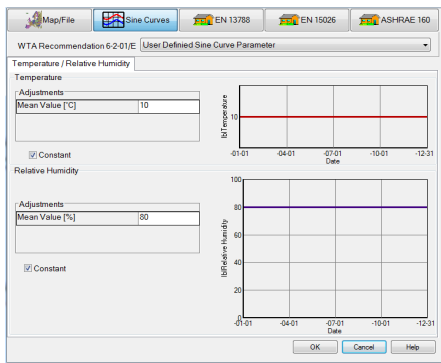 Map/File
Sine Curves
EN 13788
EN 15026
ASHRAE 160
WTA Recommendation 6-2-01/E
User Definied Sine Curve Parameter
Temperature / Relative Humidity
Temperature
Adjustments
Mean Value [°C]
10
Constant
lblTemperature
10
-01-01
-04-01
-07-01
-10-01
-12-31
Date
Relative Humidity
Adjustments
Mean Value [%]
80
Constant
lblRelative Humidity
100
80
60
40
20
0
-01-01
-04-01
-07-01
-10-01
-12-31
Date
OK
Cancel
Help